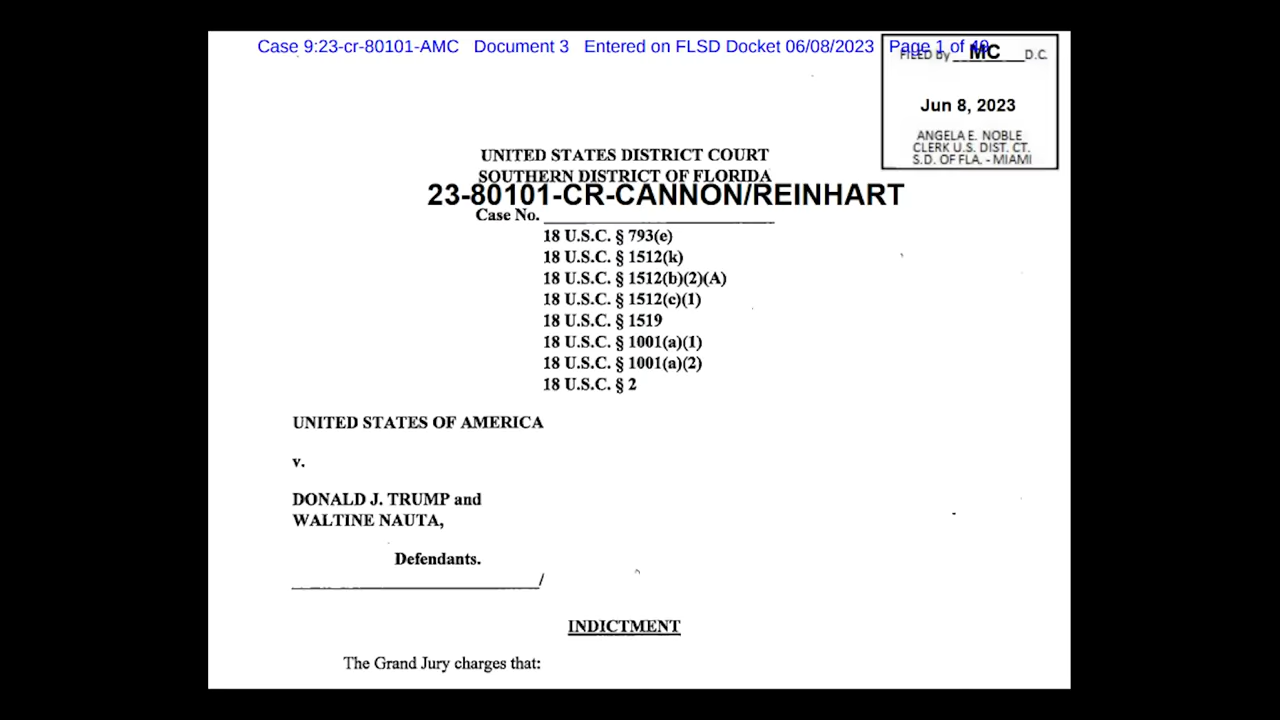 Case 9:23-cr-80101-AMC Document 3 Entered on FLSD Docket 06/08/2023 Page 1 of 49
FILED by MC D.C.
Jun 8, 2023
ANGELA E. NOBLE
CLERK U.S. DIST. CT.
S.D. OF FLA. - MIAMI
UNITED STATES DISTRICT COURT
SOUTHERN DISTRICT OF FLORIDA
23-80101-CR-CANNON/REINHART
Case No.
18 U.S.C. § 793(e)
18 U.S.C. § 1512(k)
18 U.S.C. § 1512(b)(2)(A)
18 U.S.C. § 1512(c)(1)
18 U.S.C. § 1519
18 U.S.C. § 1001(a)(1)
18 U.S.C. § 1001(a)(2)
18 U.S.C. § 2
UNITED STATES OF AMERICA
v.
DONALD J. TRUMP and
WALTINE NAUTA,
Defendants.
/
INDICTMENT
The Grand Jury charges that: